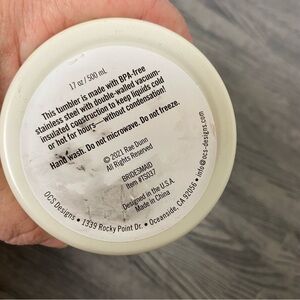 17 oz / 500 mL
This tumbler is made with BPA-free
stainless steel with double-walled vacuum-
insulated construction to keep liquids cold
or hot for hours—without condensation!
Hand wash. Do not microwave. Do not freeze.
© 2021 Rae Dunn
All Rights Reserved
BRIDESMAID
Item #TS037
Designed in the U.S.A.
Made in China
OCS Designs • 1339 Rocky Point Dr. • Oceanside, CA 92056 • info@ocs-designs.com